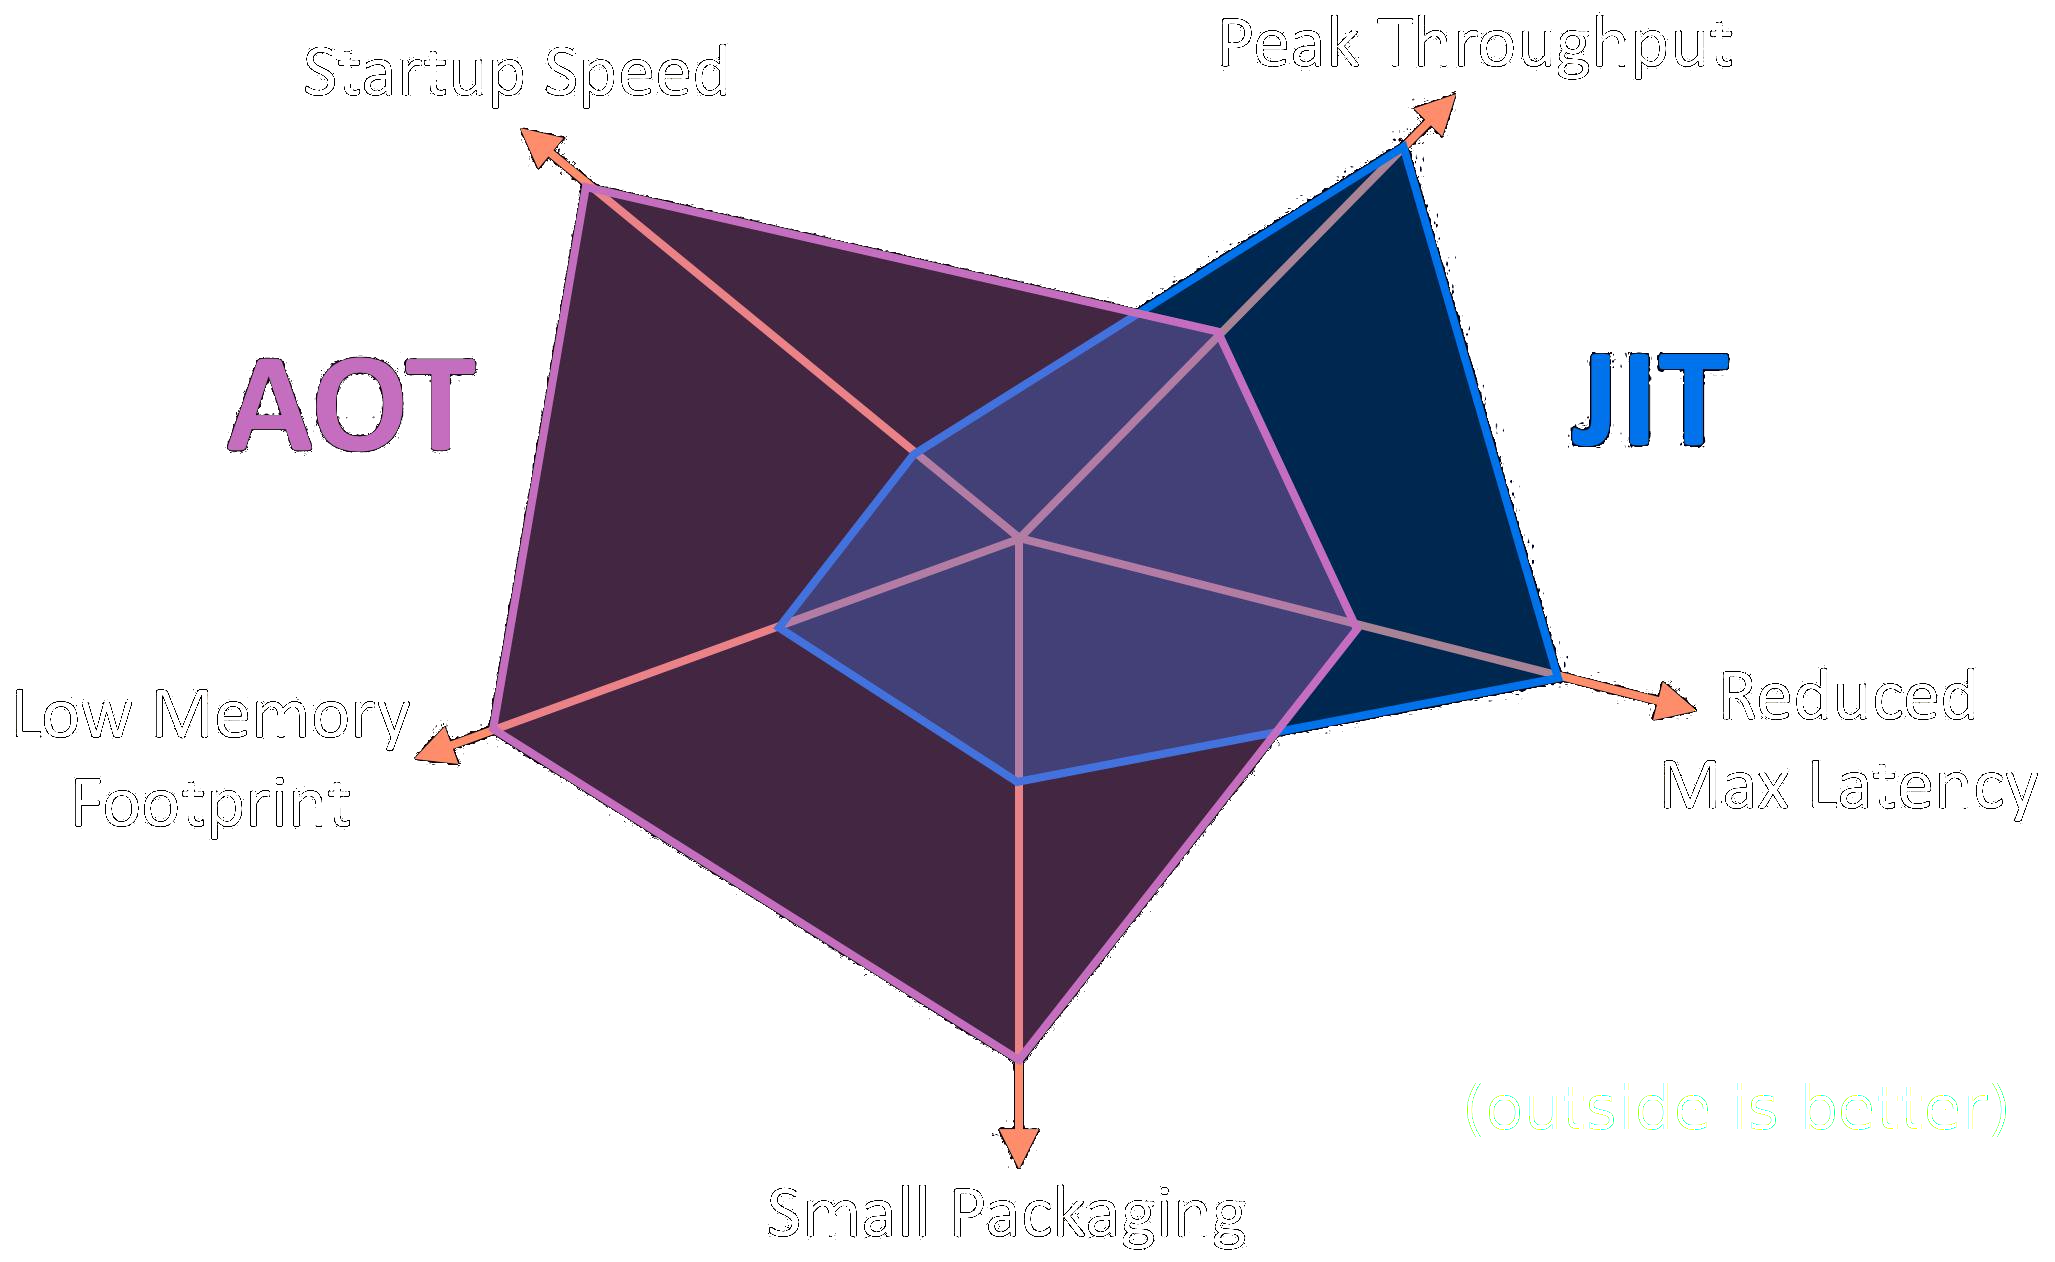 Startup Speed
Peak Throughput
AOT
JIT
Low Memory
Footprint
Reduced
Max Latency
(outside is better)
Small Packaging